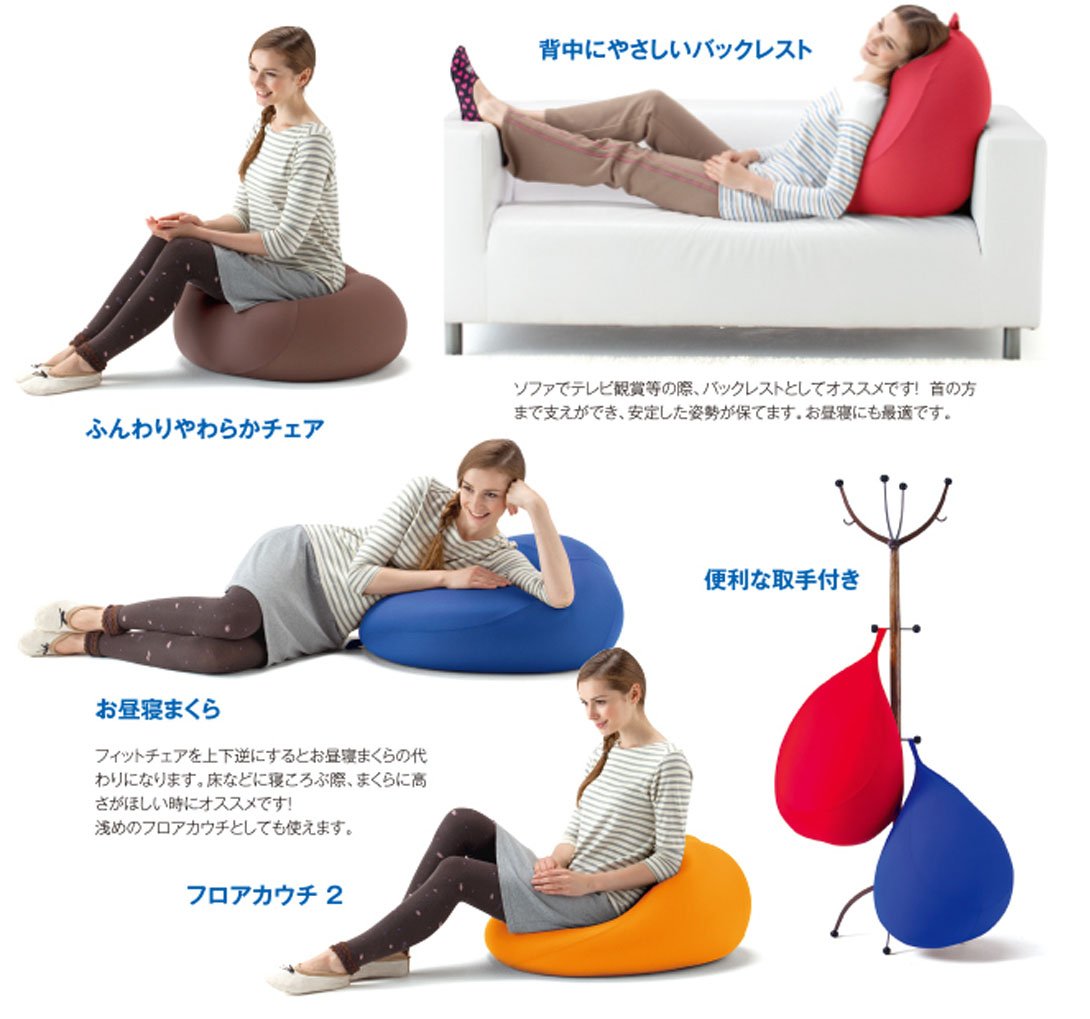 背中にやさしいバックレスト
ソファでテレビ観賞等の際、バックレストとしてオススメです! 首の方
まで支えができ、安定した姿勢が保てます。お昼寝にも最適です。
ふんわりやわらかチェア
便利な取手付き
お昼寝まくら
フィットチェアを上下逆にするとお昼寝まくらの代
わりになります。床などに寝ころぶ際、まくらに高
さがほしい時にオススメです!
浅めのフロアカウチとしても使えます。
フロアカウチ 2